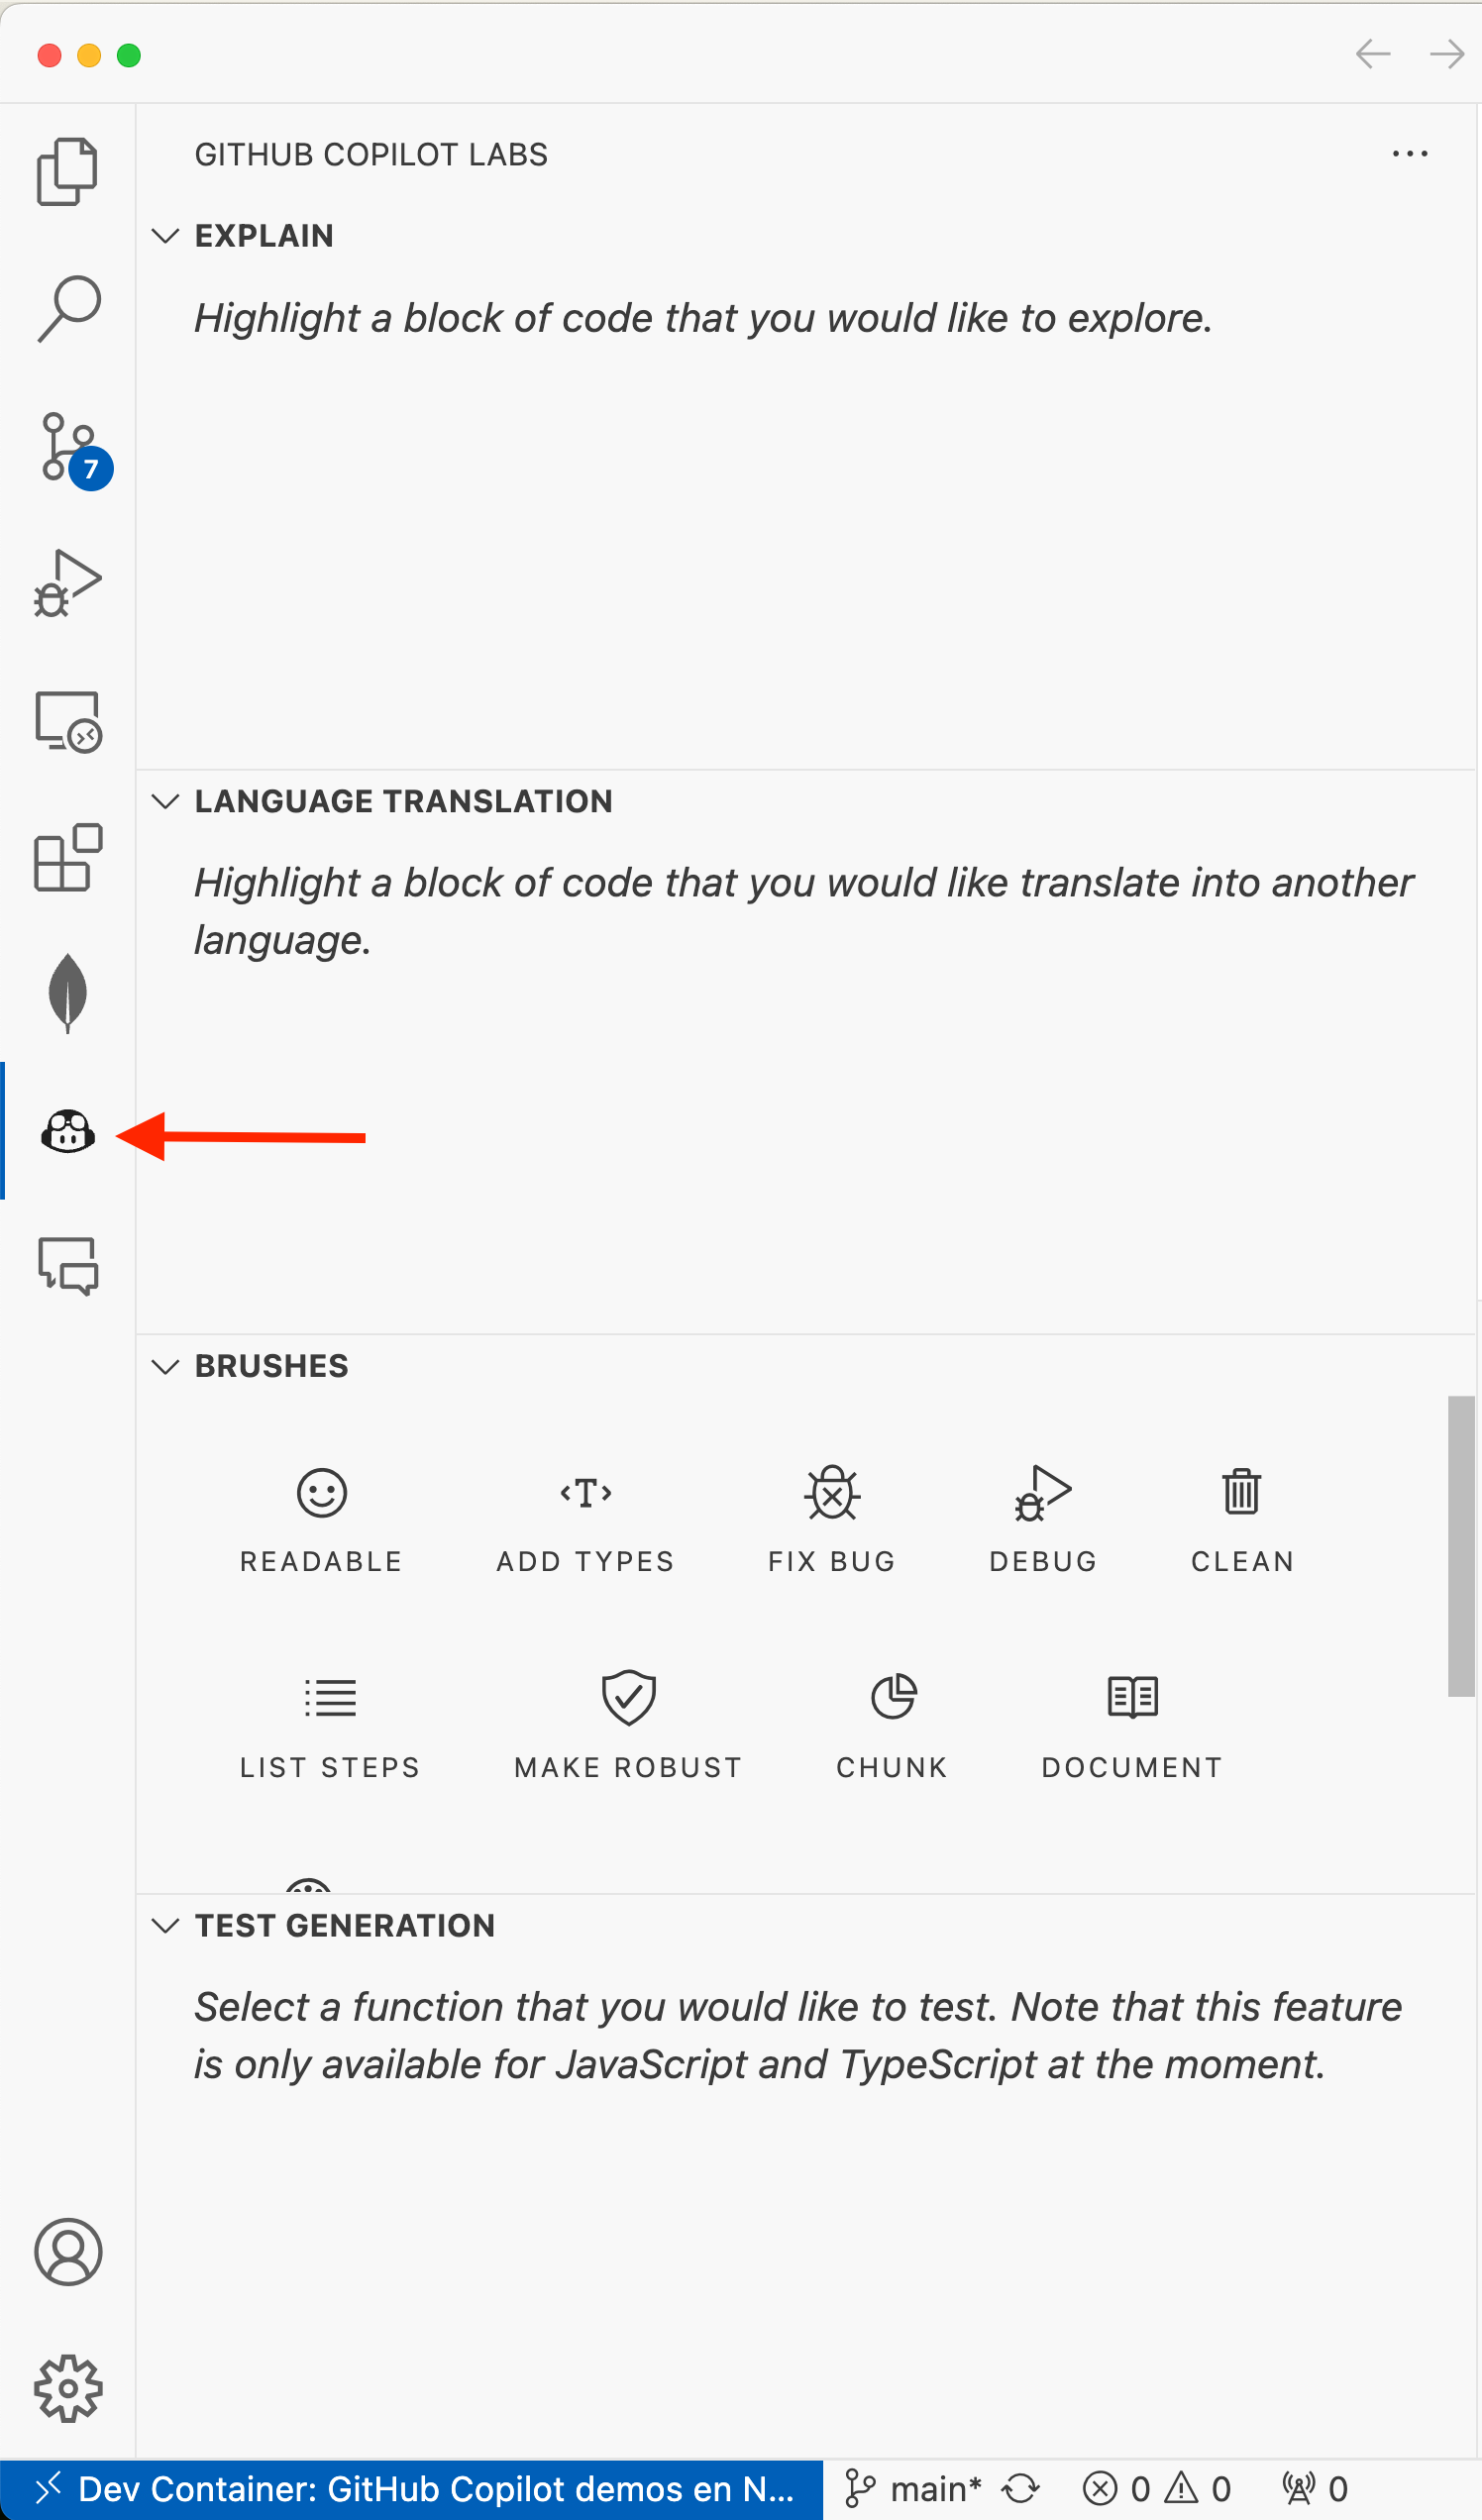 GITHUB COPILOT LABS
EXPLAIN
Highlight a block of code that you would like to explore.
7
LANGUAGE TRANSLATION
Highlight a block of code that you would like translate into another
language.
BRUSHES
READABLE ADD TYPES FIX BUG DEBUG CLEAN
LIST STEPS MAKE ROBUST CHUNK DOCUMENT
TEST GENERATION
Select a function that you would like to test. Note that this feature
is only available for JavaScript and TypeScript at the moment.
Dev Container: GitHub Copilot demos en N... main* 0 0 0